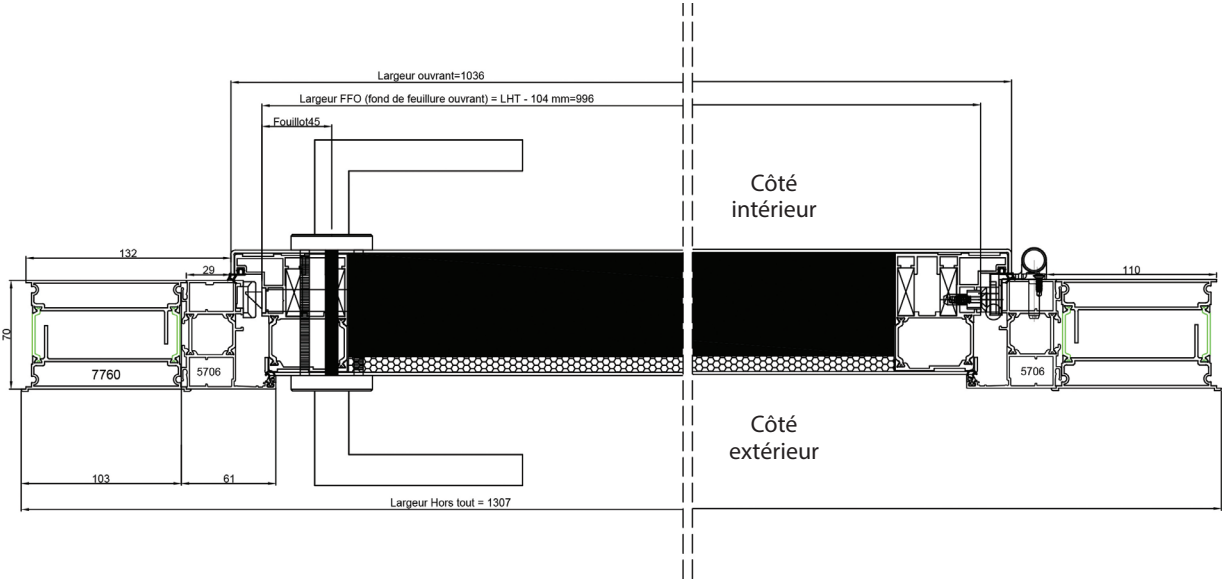 Largeur ouvrant=1036
Largeur FFO (fond de feuillure ouvrant) = LHT - 104 mm=996
Fouillot45
Côté
intérieur
132
29
110
70
7760
5706
5706
Côté
extérieur
103
61
Largeur Hors tout = 1307